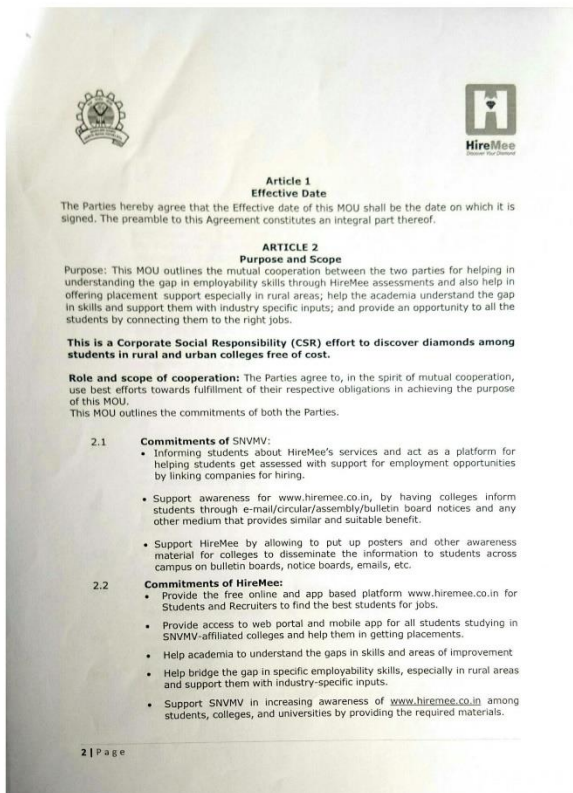 HireMee
Discover Your Diamond
Article 1
Effective Date
The Parties hereby agree that the Effective date of this MOU shall be the date on which it is
signed. The preamble to this Agreement constitutes an integral part thereof.
ARTICLE 2
Purpose and Scope
Purpose: This MOU outlines the mutual cooperation between the two parties for helping in
understanding the gap in employability skills through HireMee assessments and also help in
offering placement support especially in rural areas; help the academia understand the gap
in skills and support them with industry specific inputs; and provide an opportunity to all the
students by connecting them to the right jobs.
This is a Corporate Social Responsibility (CSR) effort to discover diamonds among
students in rural and urban colleges free of cost.
Role and scope of cooperation: The Parties agree to, in the spirit of mutual cooperation,
use best efforts towards fulfillment of their respective obligations in achieving the purpose
of this MOU.
This MOU outlines the commitments of both the Parties.
2.1 Commitments of SNVMV:
• Informing students about HireMee's services and act as a platform for
helping students get assessed with support for employment opportunities
by linking companies for hiring.
• Support awareness for www.hiremee.co.in, by having colleges inform
students through e-mail/circular/assembly/bulletin board notices and any
other medium that provides similar and suitable benefit.
• Support HireMee by allowing to put up posters and other awareness
material for colleges to disseminate the information to students across
campus on bulletin boards, notice boards, emails, etc.
2.2 Commitments of HireMee:
• Provide the free online and app based platform www.hiremee.co.in for
Students and Recruiters to find the best students for jobs.
• Provide access to web portal and mobile app for all students studying in
SNVMV-affiliated colleges and help them in getting placements.
• Help academia to understand the gaps in skills and areas of improvement
• Help bridge the gap in specific employability skills, especially in rural areas
and support them with industry-specific inputs.
• Support SNVMV in increasing awareness of www.hiremee.co.in among
students, colleges, and universities by providing the required materials.
2 | Page